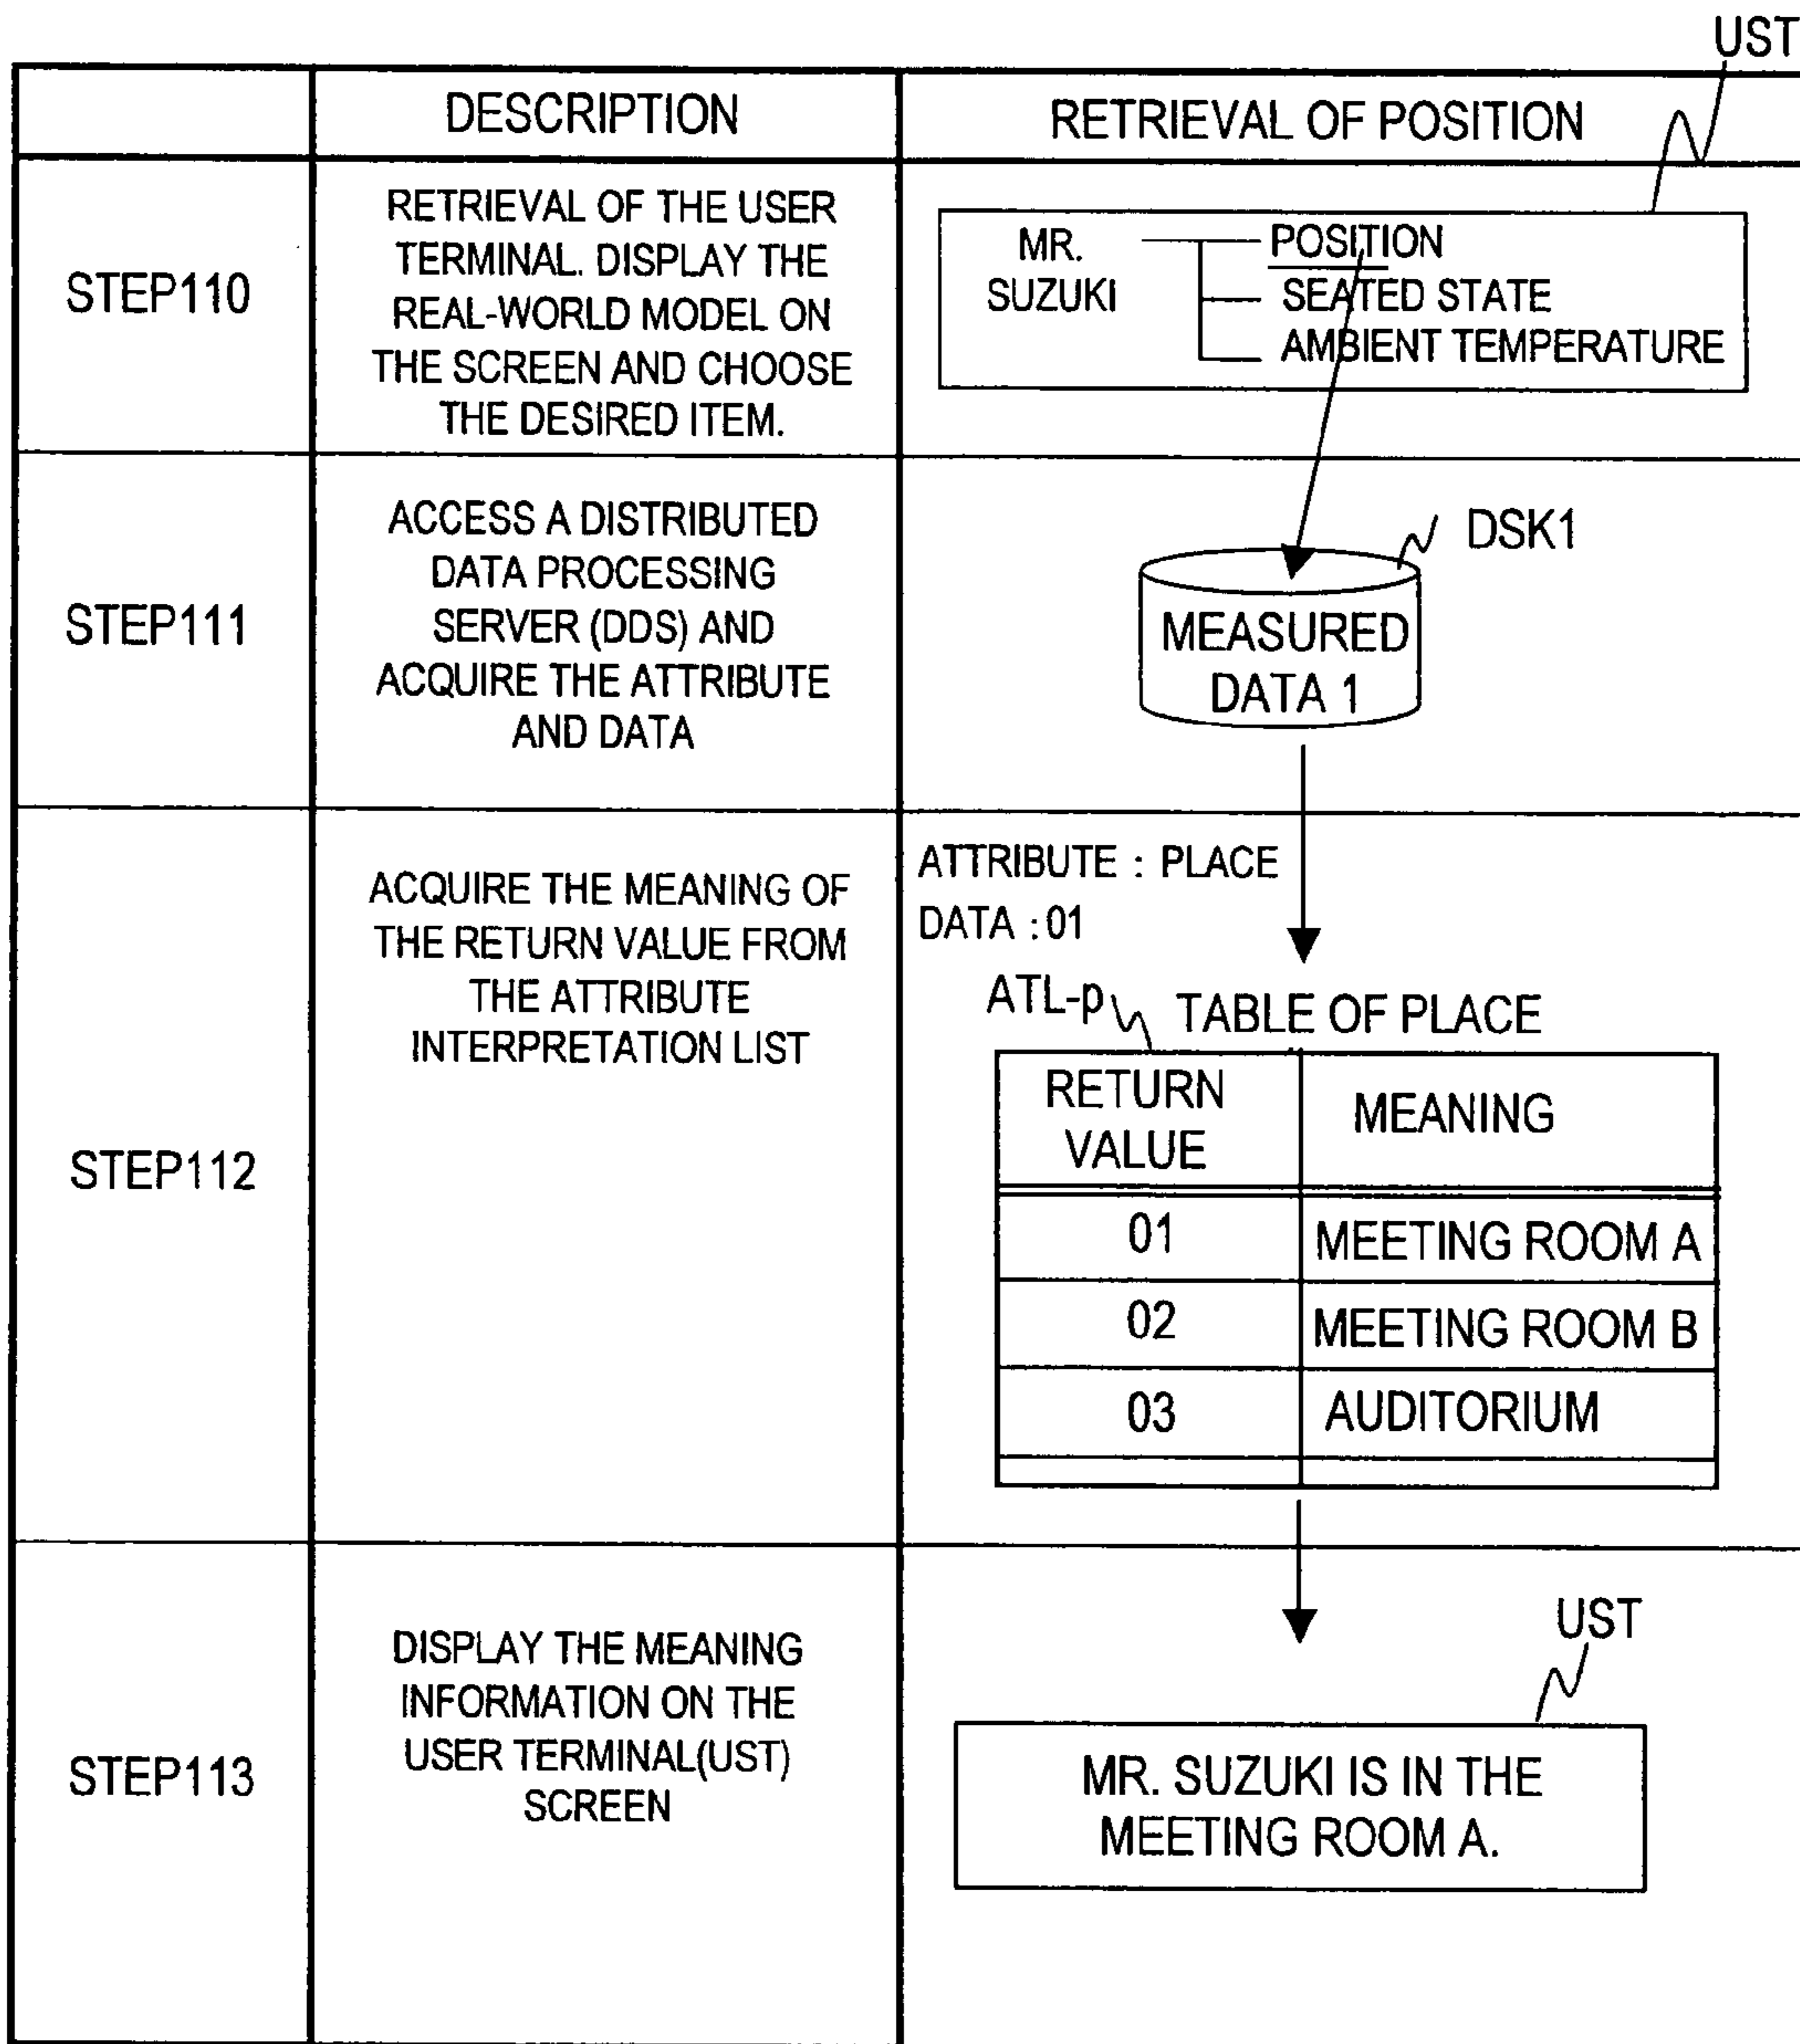 UST
DESCRIPTION
RETRIEVAL OF POSITION
STEP110
RETRIEVAL OF THE USER
TERMINAL. DISPLAY THE
REAL-WORLD MODEL ON
THE SCREEN AND CHOOSE
THE DESIRED ITEM.
MR.
SUZUKI
POSITION
SEATED STATE
AMBIENT TEMPERATURE
STEP111
ACCESS A DISTRIBUTED
DATA PROCESSING
SERVER (DDS) AND
ACQUIRE THE ATTRIBUTE
AND DATA
DSK1
MEASURED
DATA 1
STEP112
ACQUIRE THE MEANING OF
THE RETURN VALUE FROM
THE ATTRIBUTE
INTERPRETATION LIST
ATTRIBUTE : PLACE
DATA : 01
ATL-p
TABLE OF PLACE
RETURN
VALUE
MEANING
01
MEETING ROOM A
02
MEETING ROOM B
03
AUDITORIUM
STEP113
DISPLAY THE MEANING
INFORMATION ON THE
USER TERMINAL(UST)
SCREEN
UST
MR. SUZUKI IS IN THE
MEETING ROOM A.